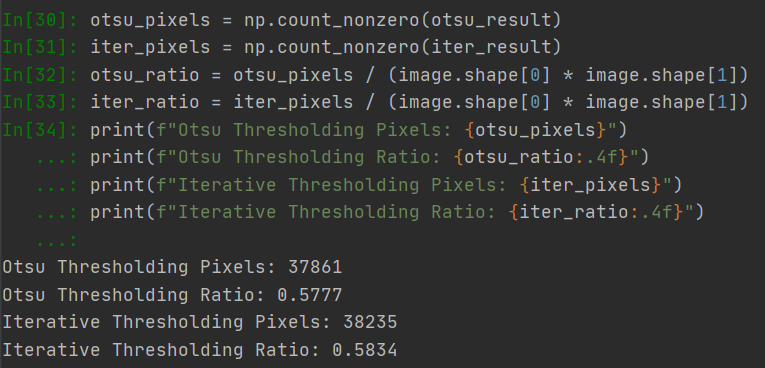 In[30]: otsu_pixels = np.count_nonzero(otsu_result)
In[31]: iter_pixels = np.count_nonzero(iter_result)
In[32]: otsu_ratio = otsu_pixels / (image.shape[0] * image.shape[1])
In[33]: iter_ratio = iter_pixels / (image.shape[0] * image.shape[1])
In[34]: print(f"Otsu Thresholding Pixels: {otsu_pixels}")
   ...: print(f"Otsu Thresholding Ratio: {otsu_ratio:.4f}")
   ...: print(f"Iterative Thresholding Pixels: {iter_pixels}")
   ...: print(f"Iterative Thresholding Ratio: {iter_ratio:.4f}")
   ...:
Otsu Thresholding Pixels: 37861
Otsu Thresholding Ratio: 0.5777
Iterative Thresholding Pixels: 38235
Iterative Thresholding Ratio: 0.5834